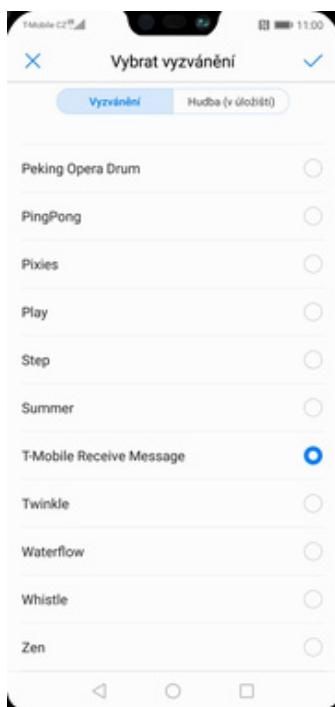 T-Mobile CZ
11:00
Vybrat vyzvánění
Vyzvánění
Hudba (v úložišti)
Peking Opera Drum
PingPong
Pixies
Play
Step
Summer
T-Mobile Receive Message
Twinkle
Waterflow
Whistle
Zen